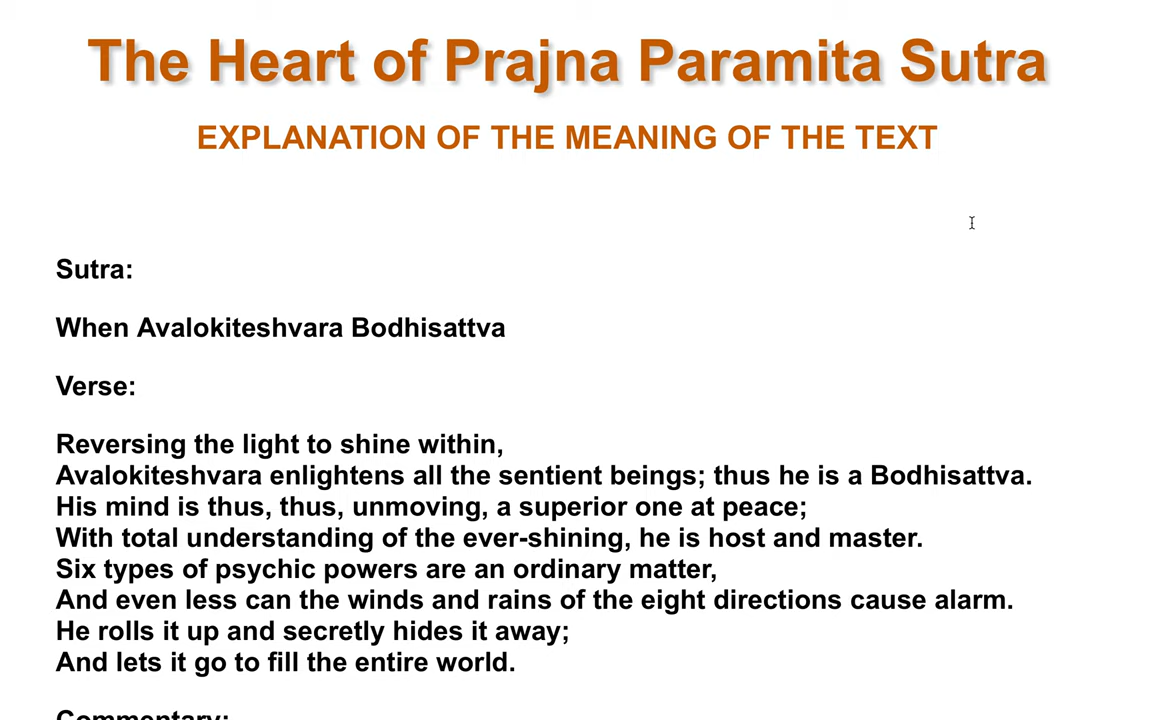 The Heart of Prajna Paramita Sutra
EXPLANATION OF THE MEANING OF THE TEXT
Sutra:
When Avalokiteshvara Bodhisattva
Verse:
Reversing the light to shine within,
Avalokiteshvara enlightens all the sentient beings; thus he is a Bodhisattva.
His mind is thus, thus, unmoving, a superior one at peace;
With total understanding of the ever-shining, he is host and master.
Six types of psychic powers are an ordinary matter,
And even less can the winds and rains of the eight directions cause alarm.
He rolls it up and secretly hides it away;
And lets it go to fill the entire world.
Commentary: